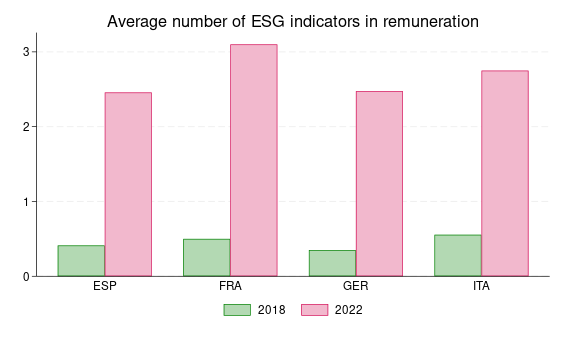 Average number of ESG indicators in remuneration
3
2
1
0
ESP FRA GER ITA
2018 2022